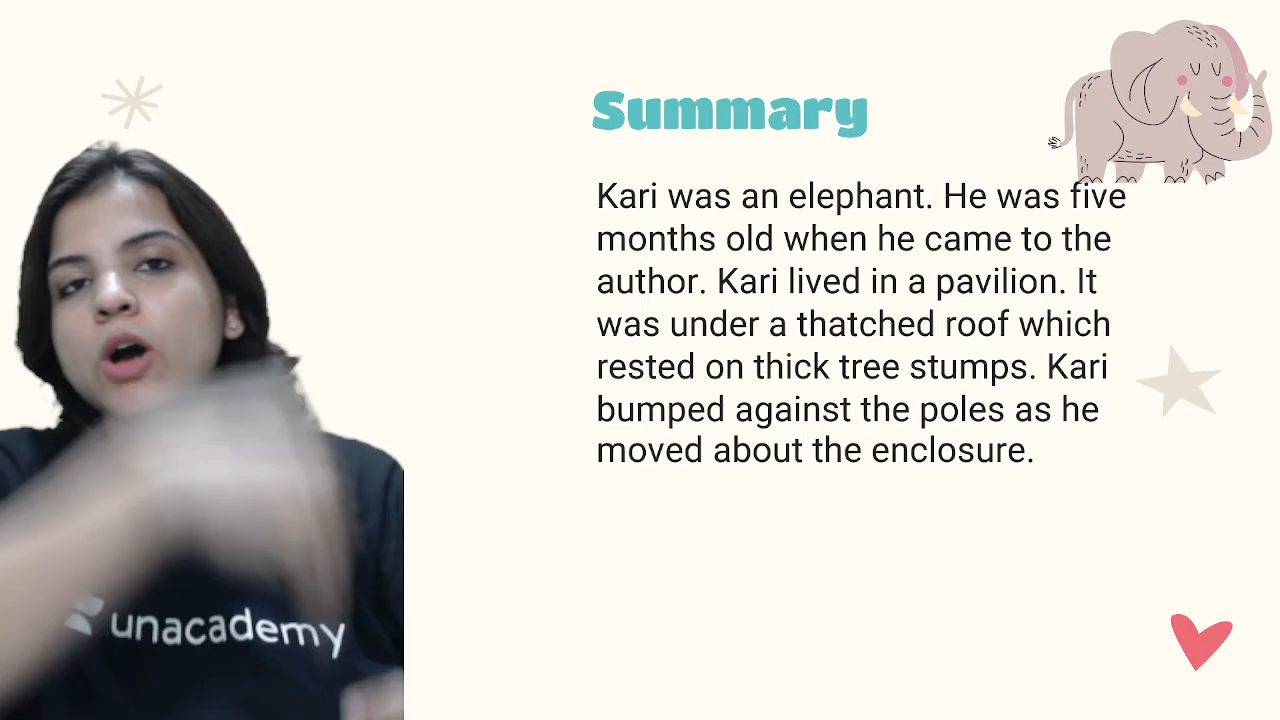 Summary
Kari was an elephant. He was five
months old when he came to the
author. Kari lived in a pavilion. It
was under a thatched roof which
rested on thick tree stumps. Kari
bumped against the poles as he
moved about the enclosure.
unacademy